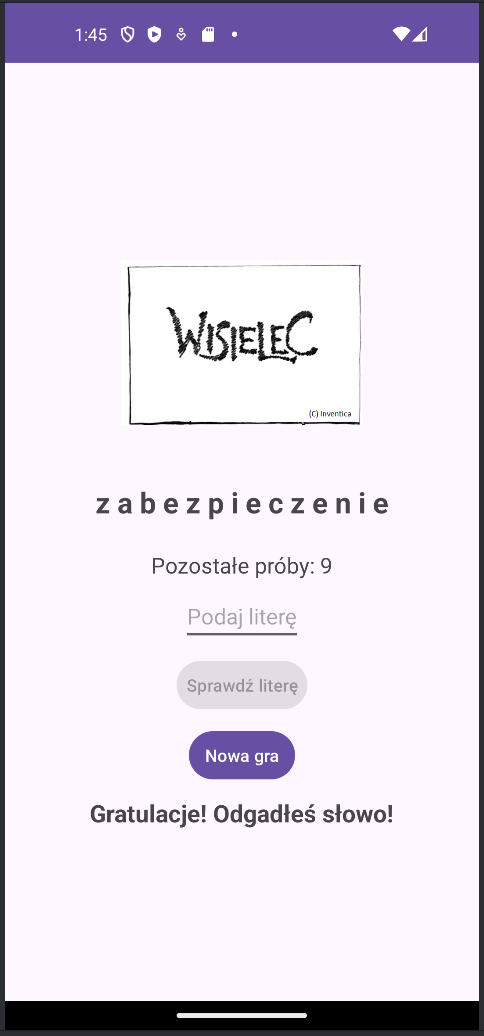 1:45
WISIELEC
(C) Inventica
z a b e z p i e c z e n i e
Pozostałe próby: 9
Podaj literę
Sprawdź literę
Nowa gra
Gratulacje! Odgadłeś słowo!